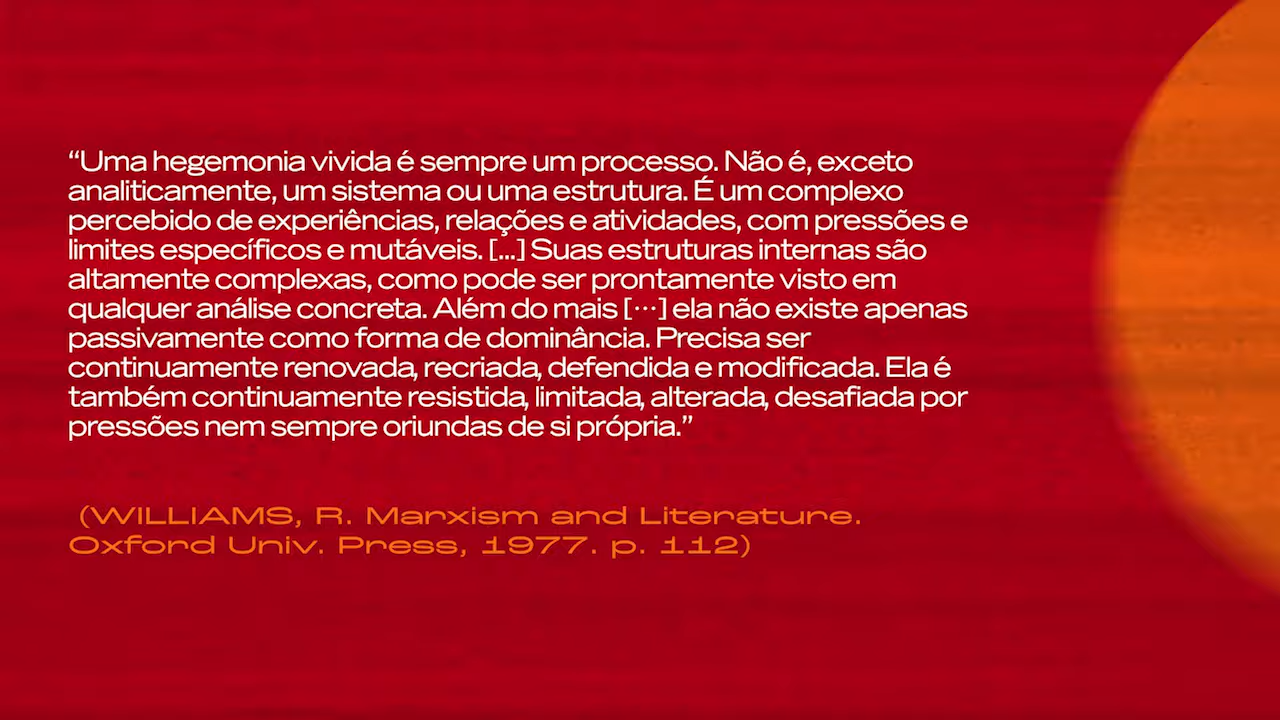 “Uma hegemonia vivida é sempre um processo. Não é, exceto
analiticamente, um sistema ou uma estrutura. É um complexo
percebido de experiências, relações e atividades, com pressões e
limites específicos e mutáveis. [...] Suas estruturas internas são
altamente complexas, como pode ser prontamente visto em
qualquer análise concreta. Além do mais [···] ela não existe apenas
passivamente como forma de dominância. Precisa ser
continuamente renovada, recriada, defendida e modificada. Ela é
também continuamente resistida, limitada, alterada, desafiada por
pressões nem sempre oriundas de si própria.”
(WILLIAMS, R. Marxism and Literature.
Oxford Univ. Press, 1977. p. 112)